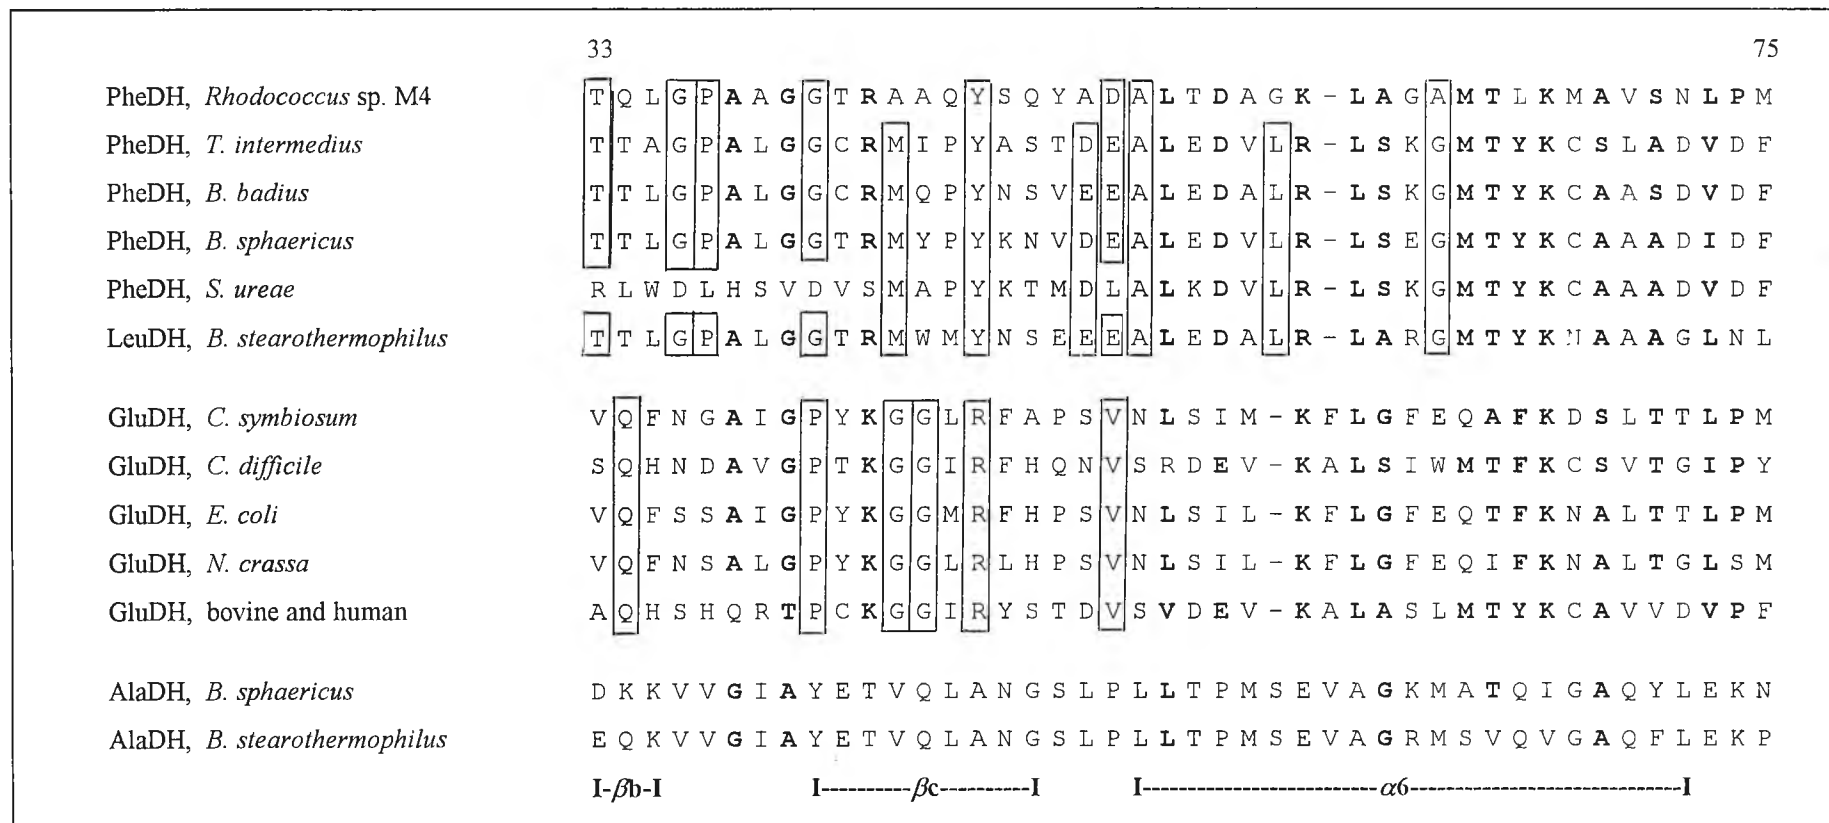 33 75
PheDH, Rhodococcus sp. M4 T Q L G P A A G G T R A A Q Y S Q Y A D A L T D A G K - L A G A M T L K M A V S N L P M
PheDH, T. intermedius T T A G P A L G G C R M I P Y A S T D E A L E D V L R - L S K G M T Y K C S L A D V D F
PheDH, B. badius T T L G P A L G G C R M Q P Y N S V E E A L E D A L R - L S K G M T Y K C A A S D V D F
PheDH, B. sphaericus T T L G P A L G G T R M Y P Y K N V D E A L E D V L R - L S E G M T Y K C A A A D I D F
PheDH, S. ureae R L W D L H S V D V S M A P Y K T M D L A L K D V L R - L S K G M T Y K C A A A D V D F
LeuDH, B. stearothermophilus T T L G P A L G G T R M W M Y N S E E E A L E D A L R - L A R G M T Y K N A A A G L N L
GluDH, C. symbiosum V Q F N G A I G P Y K G G L R F A P S V N L S I M - K F L G F E Q A F K D S L T T L P M
GluDH, C. difficile S Q H N D A V G P T K G G I R F H Q N V S R D E V - K A L S I W M T F K C S V T G I P Y
GluDH, E. coli V Q F S S A I G P Y K G G M R F H P S V N L S I L - K F L G F E Q T F K N A L T T L P M
GluDH, N. crassa V Q F N S A L G P Y K G G L R L H P S V N L S I L - K F L G F E Q I F K N A L T G L S M
GluDH, bovine and human A Q H S H Q R T P C K G G I R Y S T D V S V D E V - K A L A S L M T Y K C A V V D V P F
AlaDH, B. sphaericus D K K V V G I A Y E T V Q L A N G S L P L L T P M S E V A G K M A T Q I G A Q Y L E K N
AlaDH, B. stearothermophilus E Q K V V G I A Y E T V Q L A N G S L P L L T P M S E V A G R M S V Q V G A Q F L E K P
I-βb-I I----------βc----------I I------------------------α6---------------------------I